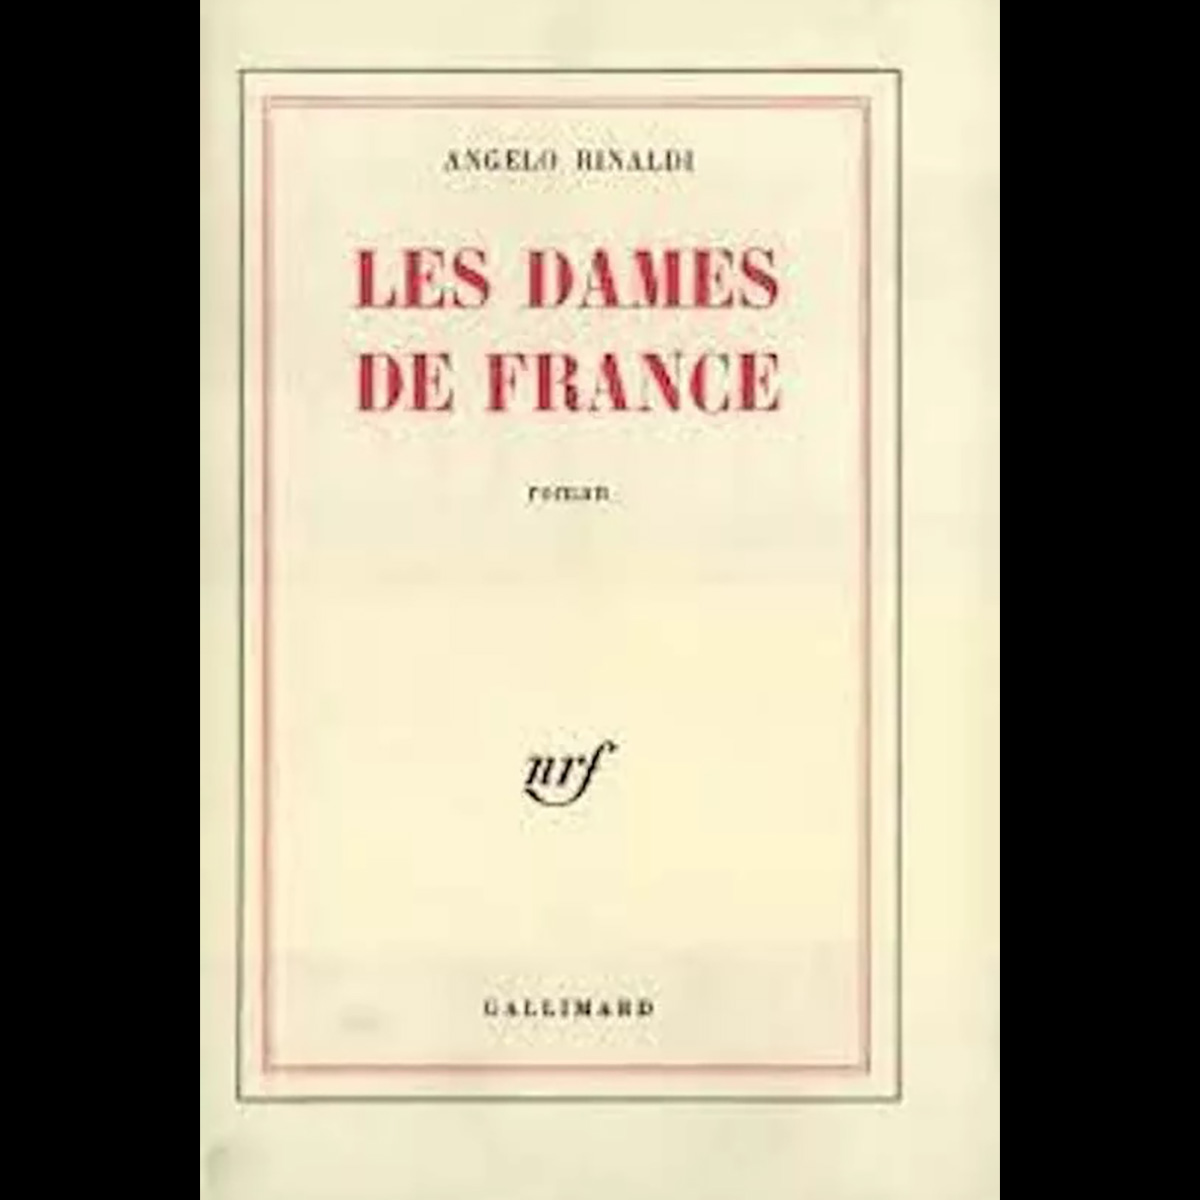 ANGELO RINALDI
LES DAMES
DE FRANCE
roman
nrf
GALLIMARD